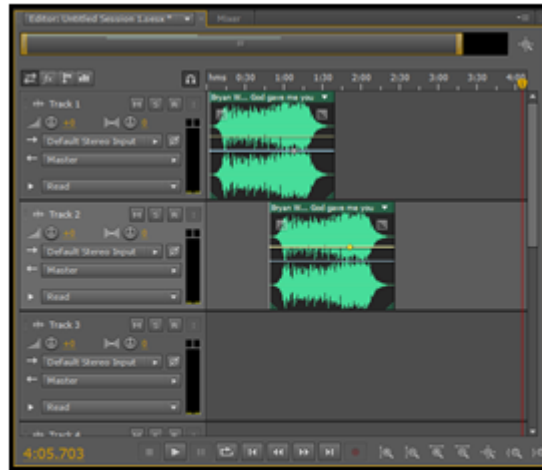 Editor: Untitled Session 1.sesx * Mixer
hms 0:30 1:00 1:30 2:00 2:30 3:00 3:30 4:00
Track 1 M S R
Bryan W... God gave me you
+0 0
Default Stereo Input
Master
Read
Track 2 M S R
Bryan W... God gave me you
+0 0
Default Stereo Input
Master
Read
Track 3 M S R
+0 0
Default Stereo Input
Master
Read
Track 4
4:05.703